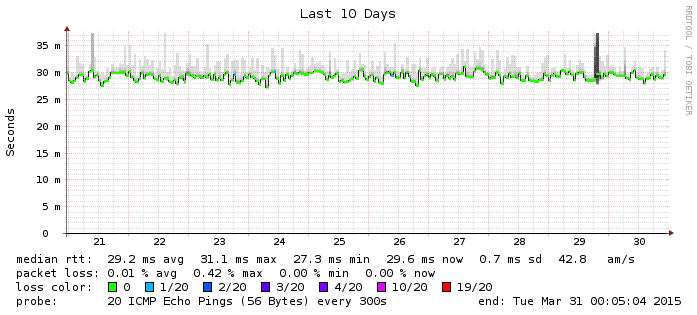 Last 10 Days
RRDTOOL / TOBI OETIKER
Seconds
35 m
30 m
25 m
20 m
15 m
10 m
5 m
0
21 22 23 24 25 26 27 28 29 30
median rtt: 29.2 ms avg 31.1 ms max 27.3 ms min 29.6 ms now 0.7 ms sd 42.8 am/s
packet loss: 0.01 % avg 0.42 % max 0.00 % min 0.00 % now
loss color: 0 1/20 2/20 3/20 4/20 10/20 19/20
probe: 20 ICMP Echo Pings (56 Bytes) every 300s end: Tue Mar 31 00:05:04 2015